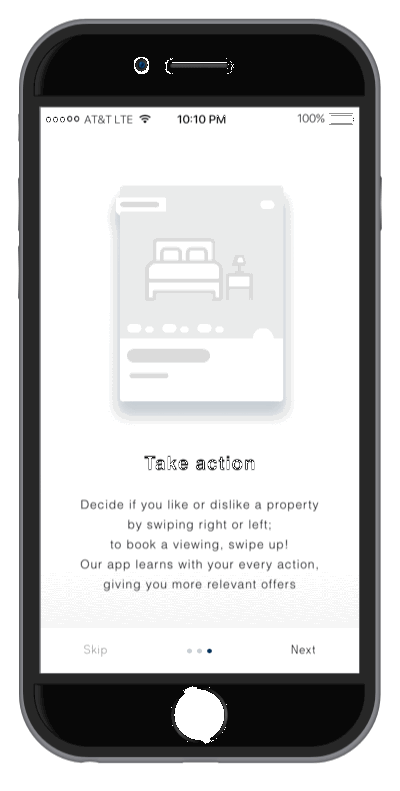 AT&T LTE 10:10 PM 100%
Take action
Decide if you like or dislike a property
by swiping right or left;
to book a viewing, swipe up!
Our app learns with your every action,
giving you more relevant offers
Skip Next